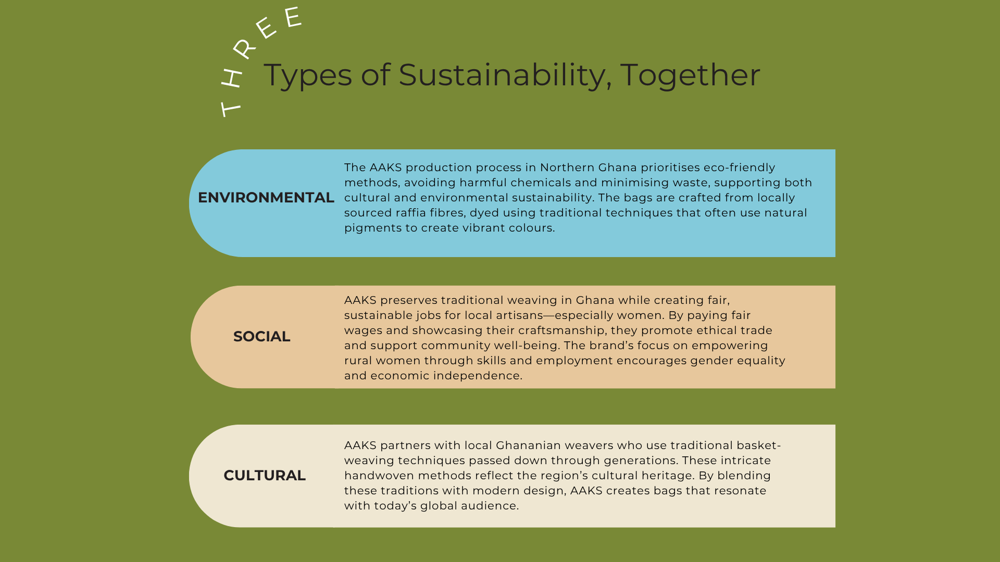 THREE
Types of Sustainability, Together
ENVIRONMENTAL
The AAKS production process in Northern Ghana prioritises eco-friendly
methods, avoiding harmful chemicals and minimising waste, supporting both
cultural and environmental sustainability. The bags are crafted from locally
sourced raffia fibres, dyed using traditional techniques that often use natural
pigments to create vibrant colours.
SOCIAL
AAKS preserves traditional weaving in Ghana while creating fair,
sustainable jobs for local artisans—especially women. By paying fair
wages and showcasing their craftsmanship, they promote ethical trade
and support community well-being. The brand’s focus on empowering
rural women through skills and employment encourages gender equality
and economic independence.
CULTURAL
AAKS partners with local Ghananian weavers who use traditional basket-
weaving techniques passed down through generations. These intricate
handwoven methods reflect the region’s cultural heritage. By blending
these traditions with modern design, AAKS creates bags that resonate
with today’s global audience.